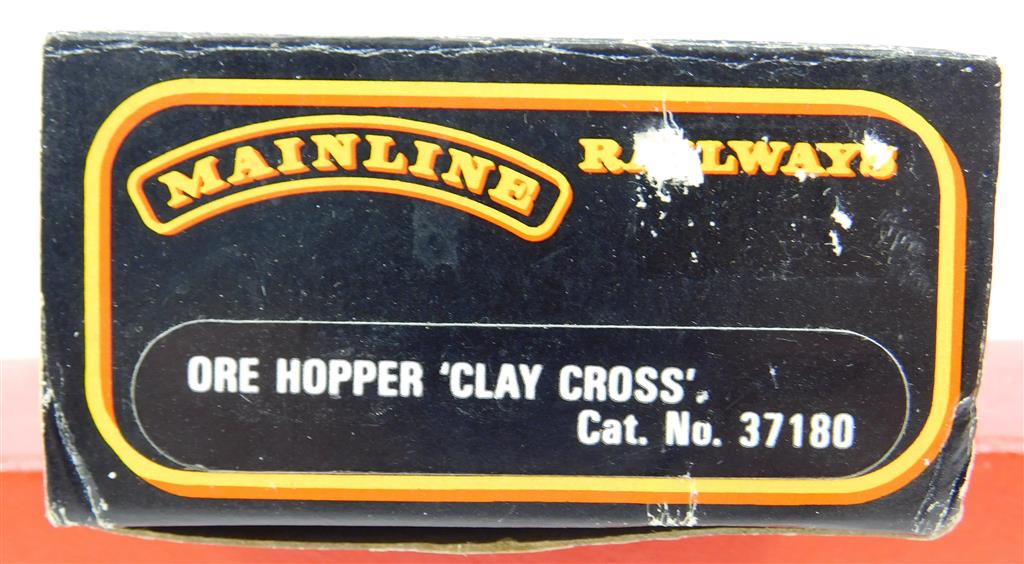 MAINLINE RAILWAYS
ORE HOPPER 'CLAY CROSS'.
Cat. No. 37180